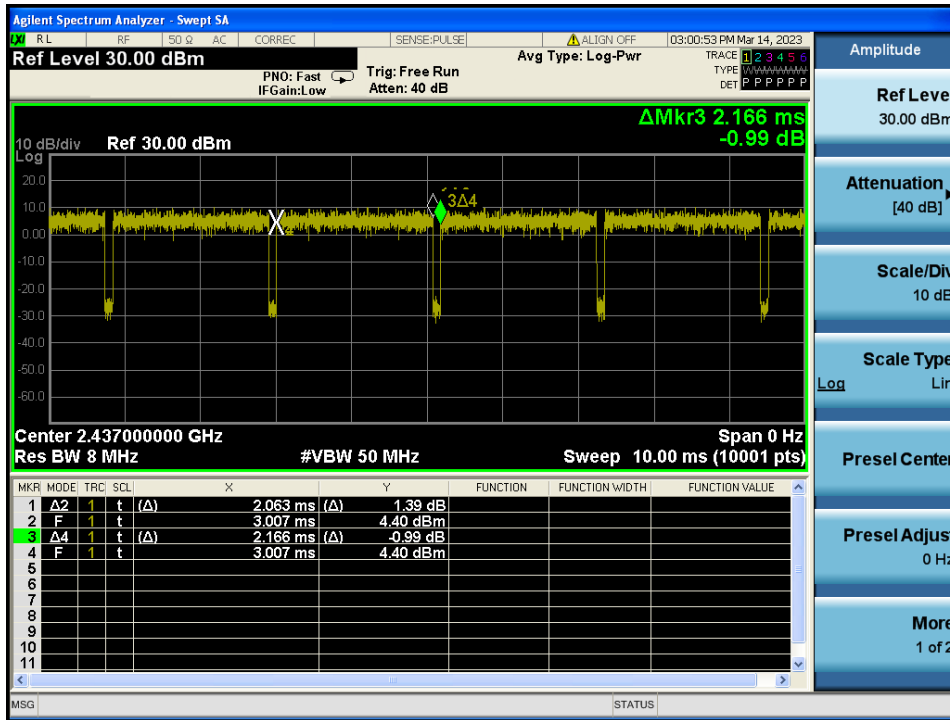 Agilent Spectrum Analyzer - Swept SA
LXI RL RF 50 Ω AC CORREC SENSE:PULSE ALIGN OFF 03:00:53 PM Mar 14, 2023
Ref Level 30.00 dBm
PNO: Fast
IFGain:Low
Trig: Free Run
Atten: 40 dB
Avg Type: Log-Pwr
TRACE 1 2 3 4 5 6
TYPE WWWWWW
DET P P P P P P
ΔMkr3 2.166 ms
-0.99 dB
10 dB/div Ref 30.00 dBm
Log
20.0
10.0
0.00
-10.0
-20.0
-30.0
-40.0
-50.0
-60.0
3Δ4
Center 2.437000000 GHz Span 0 Hz
Res BW 8 MHz #VBW 50 MHz Sweep 10.00 ms (10001 pts)
MKR MODE TRC SCL X Y FUNCTION FUNCTION WIDTH FUNCTION VALUE
1 Δ2 1 t (Δ) 2.063 ms (Δ) 1.39 dB
2 F 1 t 3.007 ms 4.40 dBm
3 Δ4 1 t (Δ) 2.166 ms (Δ) -0.99 dB
4 F 1 t 3.007 ms 4.40 dBm
5
6
7
8
9
10
11
MSG STATUS
Amplitude
Ref Leve
30.00 dBm
Attenuation
[40 dB]
Scale/Div
10 dB
Scale Type
Log Lin
Presel Center
Presel Adjust
0 Hz
More
1 of 2